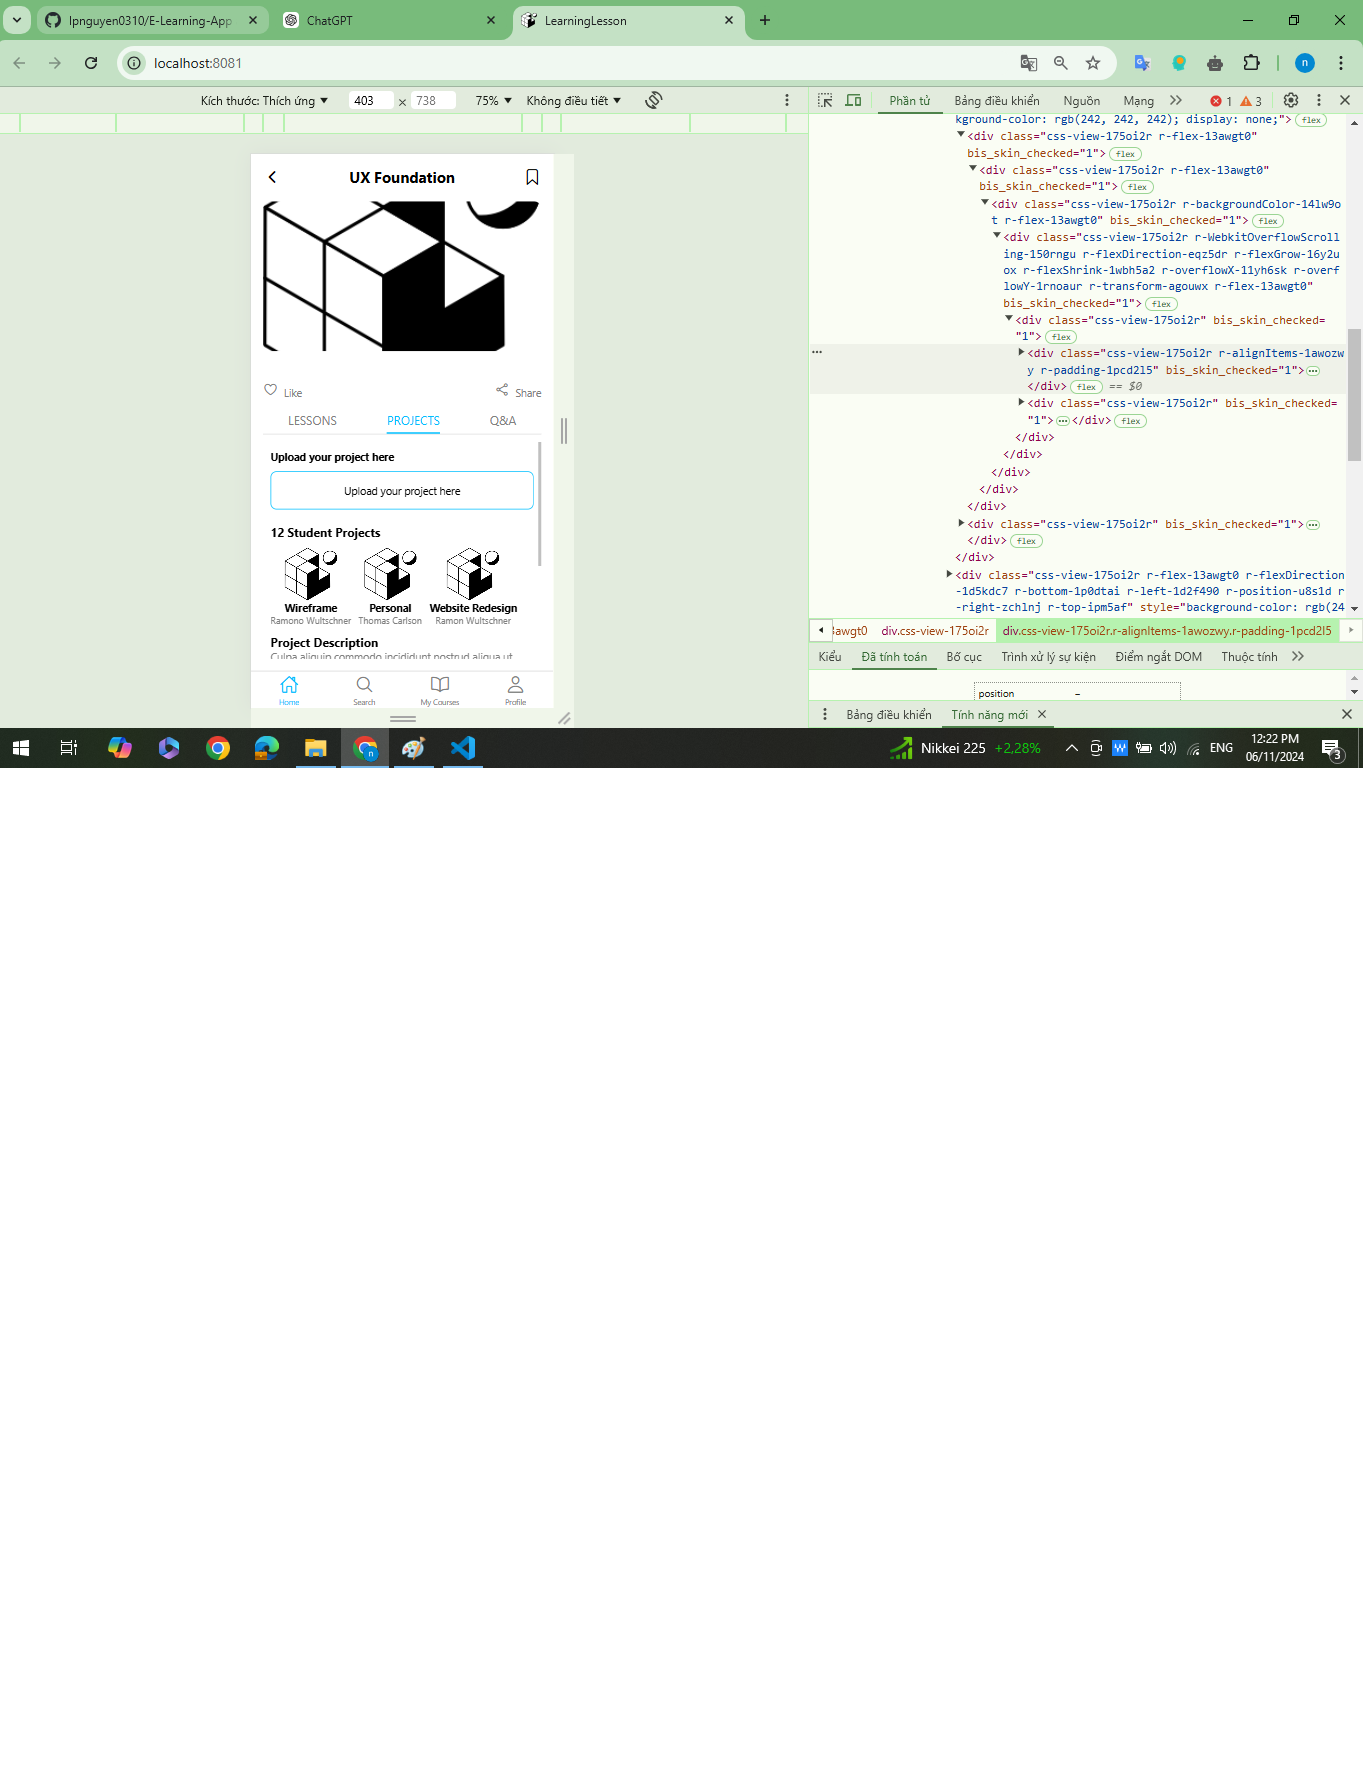 lpnguyen0310/E-Learning-App
ChatGPT
LearningLesson
localhost:8081
n
Kích thước: Thích ứng
403 × 738
75%
Không điều tiết
UX Foundation
Like
Share
LESSONS
PROJECTS
Q&A
Upload your project here
Upload your project here
12 Student Projects
Wireframe
Personal
Website Redesign
Ramono Wultschner
Thomas Carlson
Ramon Wultschner
Project Description
Culpa aliquip commodo incididunt nostrud aliqua ut
Home
Search
My Courses
Profile
Phần tử
Bảng điều khiển
Nguồn
Mạng
1
3
kground-color: rgb(242, 242, 242); display: none;"> flex
<div class="css-view-175oi2r r-flex-13awgt0"
bis_skin_checked="1"> flex
<div class="css-view-175oi2r r-flex-13awgt0"
bis_skin_checked="1"> flex
<div class="css-view-175oi2r r-backgroundColor-14lw9o
t r-flex-13awgt0" bis_skin_checked="1"> flex
<div class="css-view-175oi2r r-WebkitOverflowScroll
ing-150rngu r-flexDirection-eqz5dr r-flexGrow-16y2u
ox r-flexShrink-1wbh5a2 r-overflowX-11yh6sk r-overf
lowY-1rnoaur r-transform-agouwx r-flex-13awgt0"
bis_skin_checked="1"> flex
<div class="css-view-175oi2r" bis_skin_checked=
"1"> flex
<div class="css-view-175oi2r r-alignItems-1awozw
y r-padding-1pcd2l5" bis_skin_checked="1"> ⋯
</div> flex == $0
<div class="css-view-175oi2r" bis_skin_checked=
"1"> ⋯ </div> flex
</div>
</div>
</div>
</div>
</div>
<div class="css-view-175oi2r" bis_skin_checked="1"> ⋯
</div> flex
</div>
<div class="css-view-175oi2r r-flex-13awgt0 r-flexDirection
-1d5kdc7 r-bottom-1p0dtai r-left-1d2f490 r-position-u8s1d r
-right-zchlnj r-top-ipm5af" style="background-color: rgb(24
3awgt0
div.css-view-175oi2r
div.css-view-175oi2r.r-alignItems-1awozwy.r-padding-1pcd2l5
Kiểu
Đã tính toán
Bố cục
Trình xử lý sự kiện
Điểm ngắt DOM
Thuộc tính
position
–
Bảng điều khiển
Tính năng mới
Nikkei 225 +2,28%
ENG
12:22 PM
06/11/2024
3